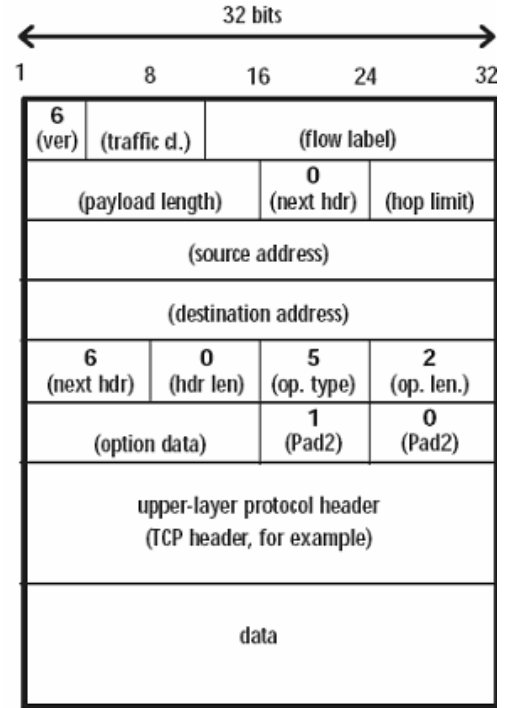 32 bits
1 8 16 24 32
6 0
(ver) (traffic cl.) (flow label)
0
(payload length) (next hdr) (hop limit)
(source address)
(destination address)
6 0 5 2
(next hdr) (hdr len) (op. type) (op. len.)
1 0
(option data) (Pad2) (Pad2)
upper-layer protocol header
(TCP header, for example)
data